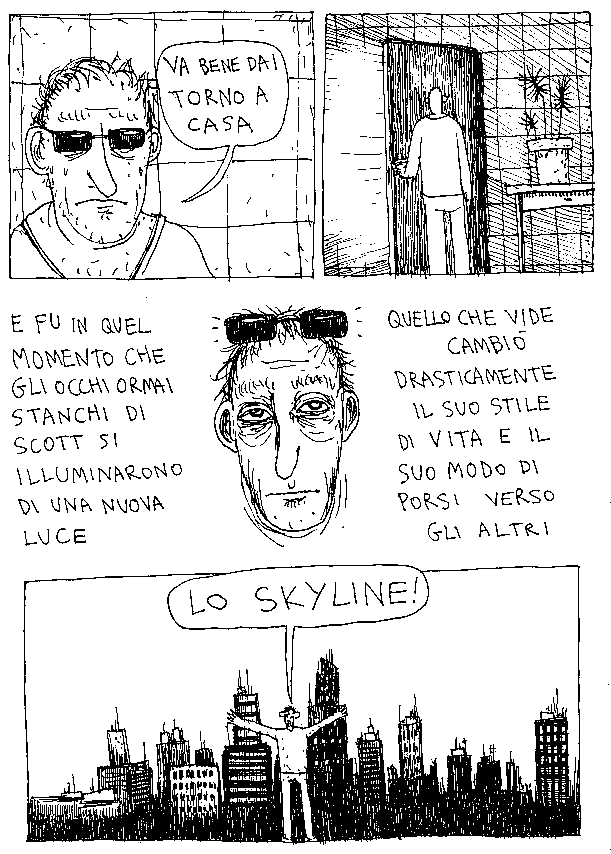 VA BENE DAI
TORNO A
CASA
E FU IN QUEL
MOMENTO CHE
GLI OCCHI ORMAI
STANCHI DI
SCOTT SI
ILLUMINARONO
DI UNA NUOVA
LUCE
QUELLO CHE VIDE
CAMBIÒ
DRASTICAMENTE
IL SUO STILE
DI VITA E IL
SUO MODO DI
PORSI VERSO
GLI ALTRI
LO SKYLINE!